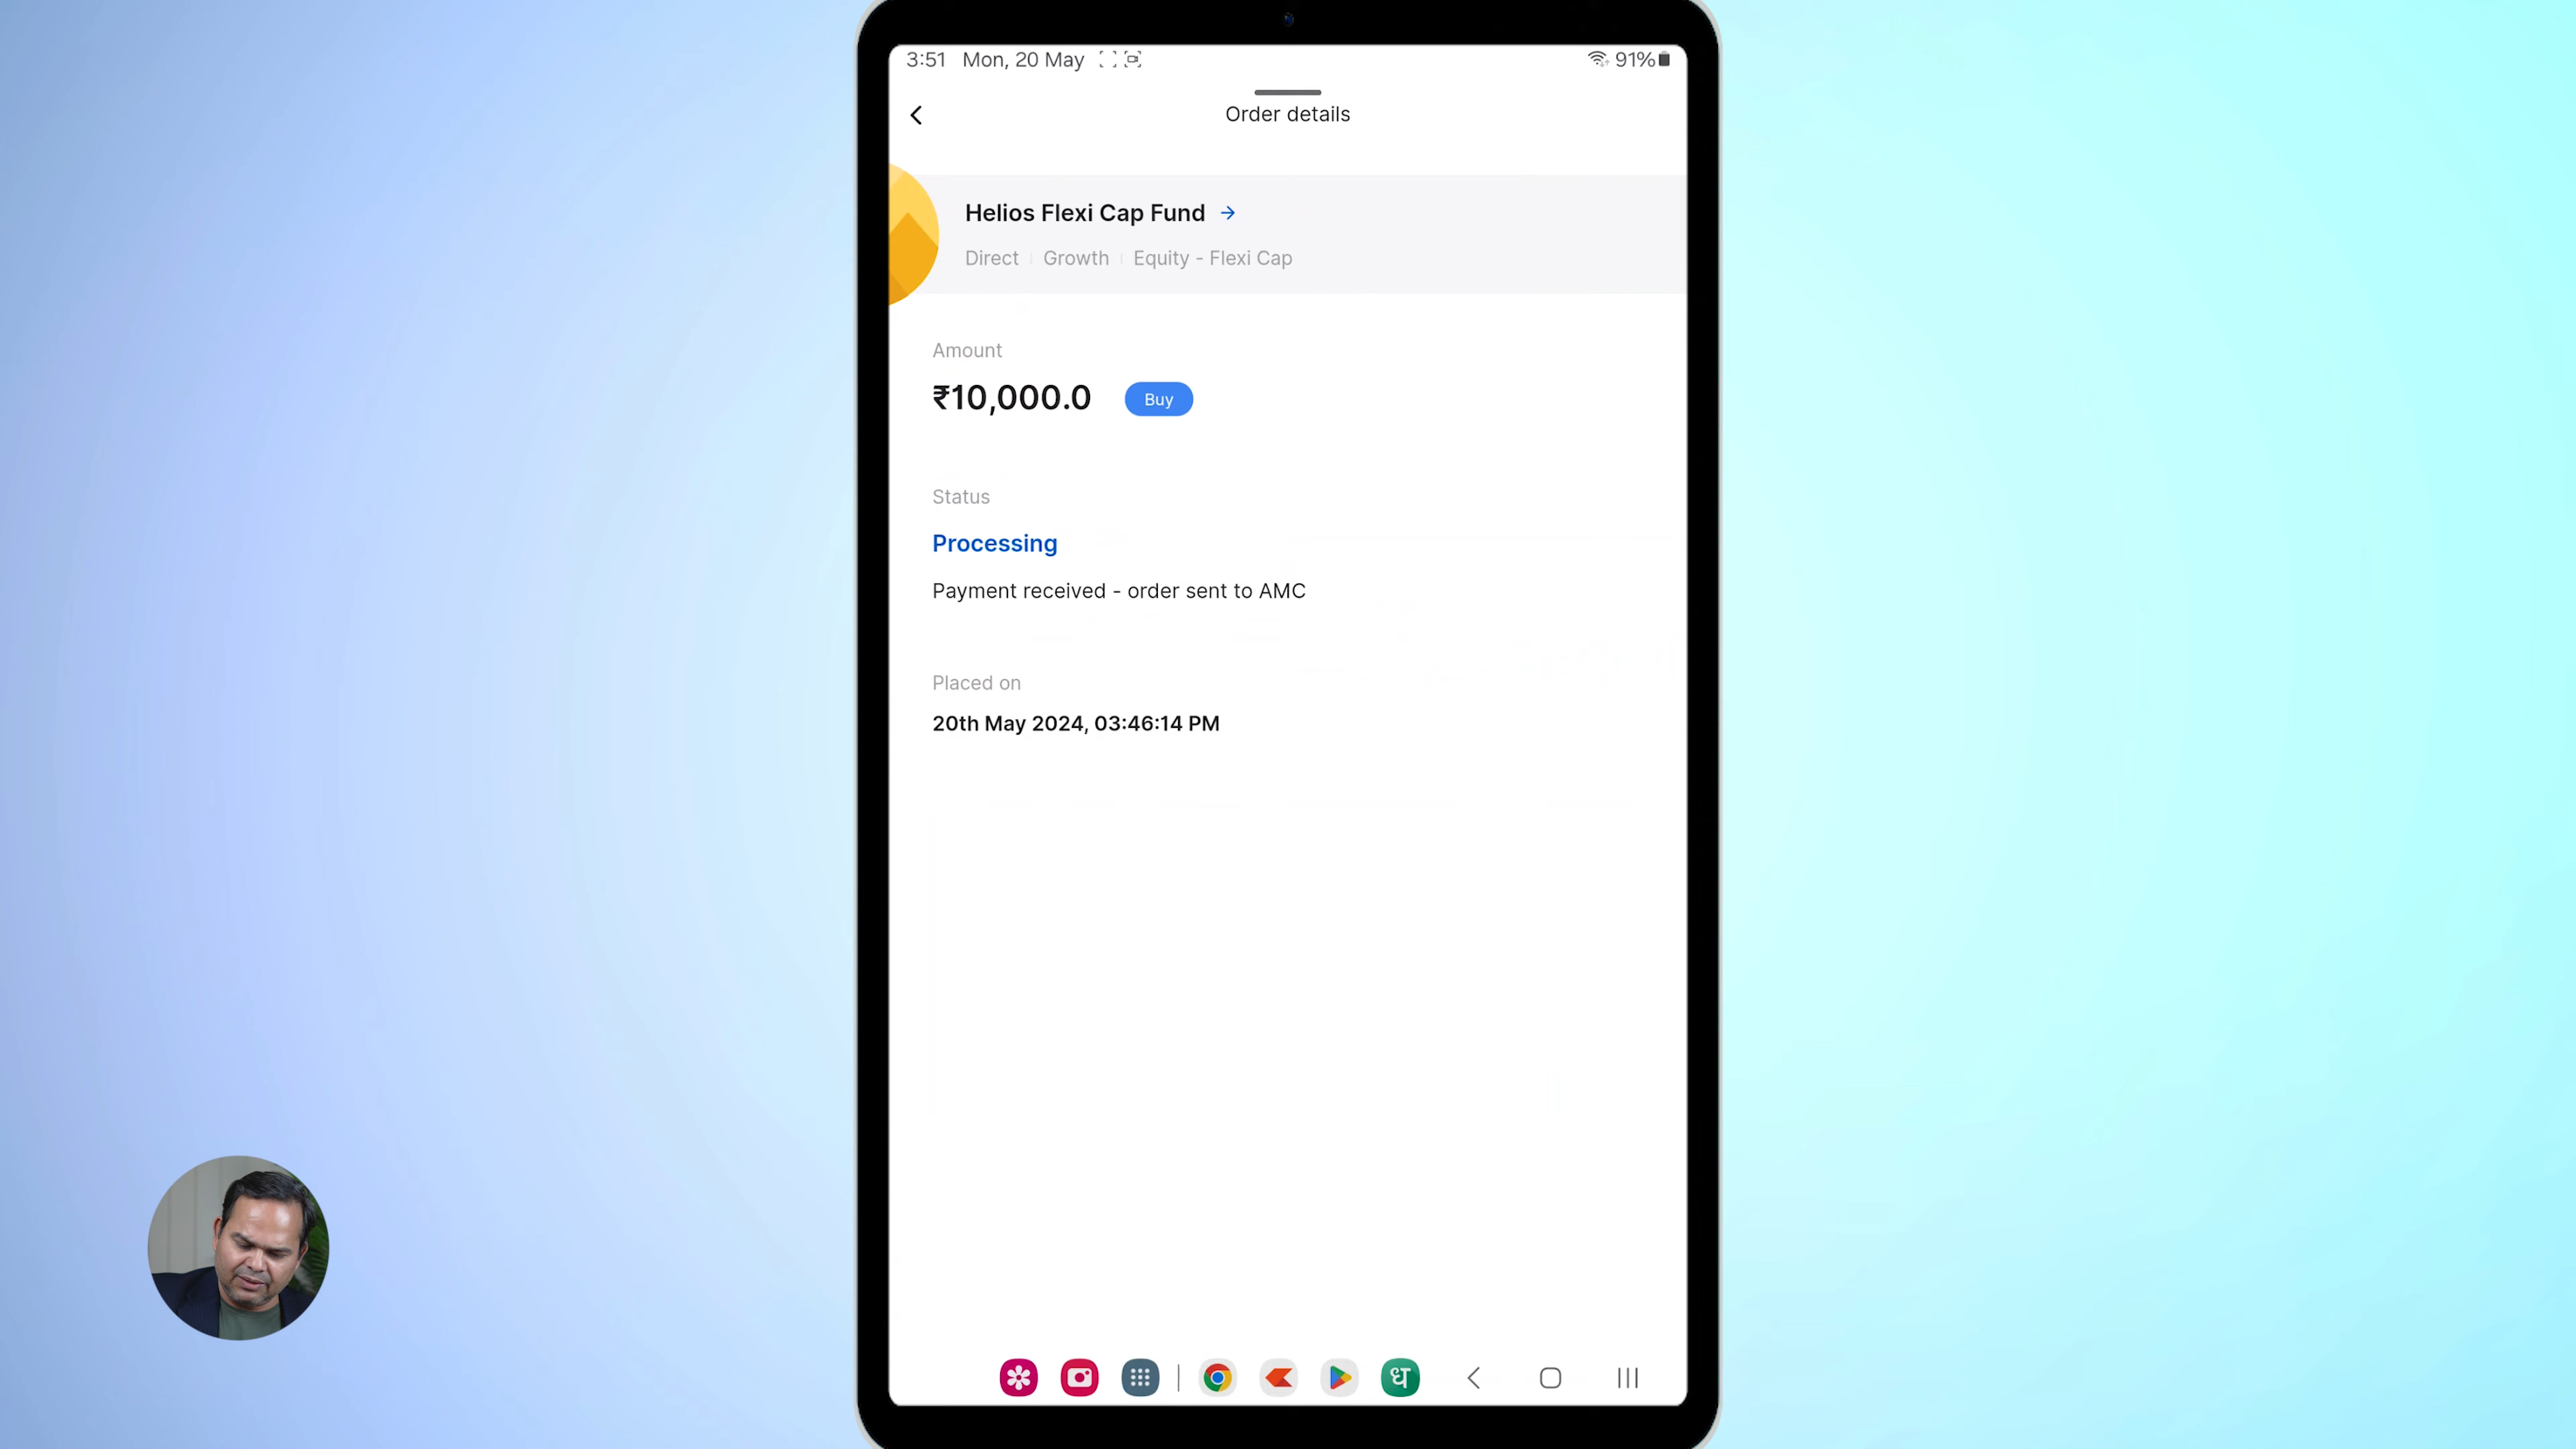 3:51 Mon, 20 May 91%
Order details
Helios Flexi Cap Fund
Direct Growth Equity - Flexi Cap
Amount
₹10,000.0 Buy
Status
Processing
Payment received - order sent to AMC
Placed on
20th May 2024, 03:46:14 PM
ध